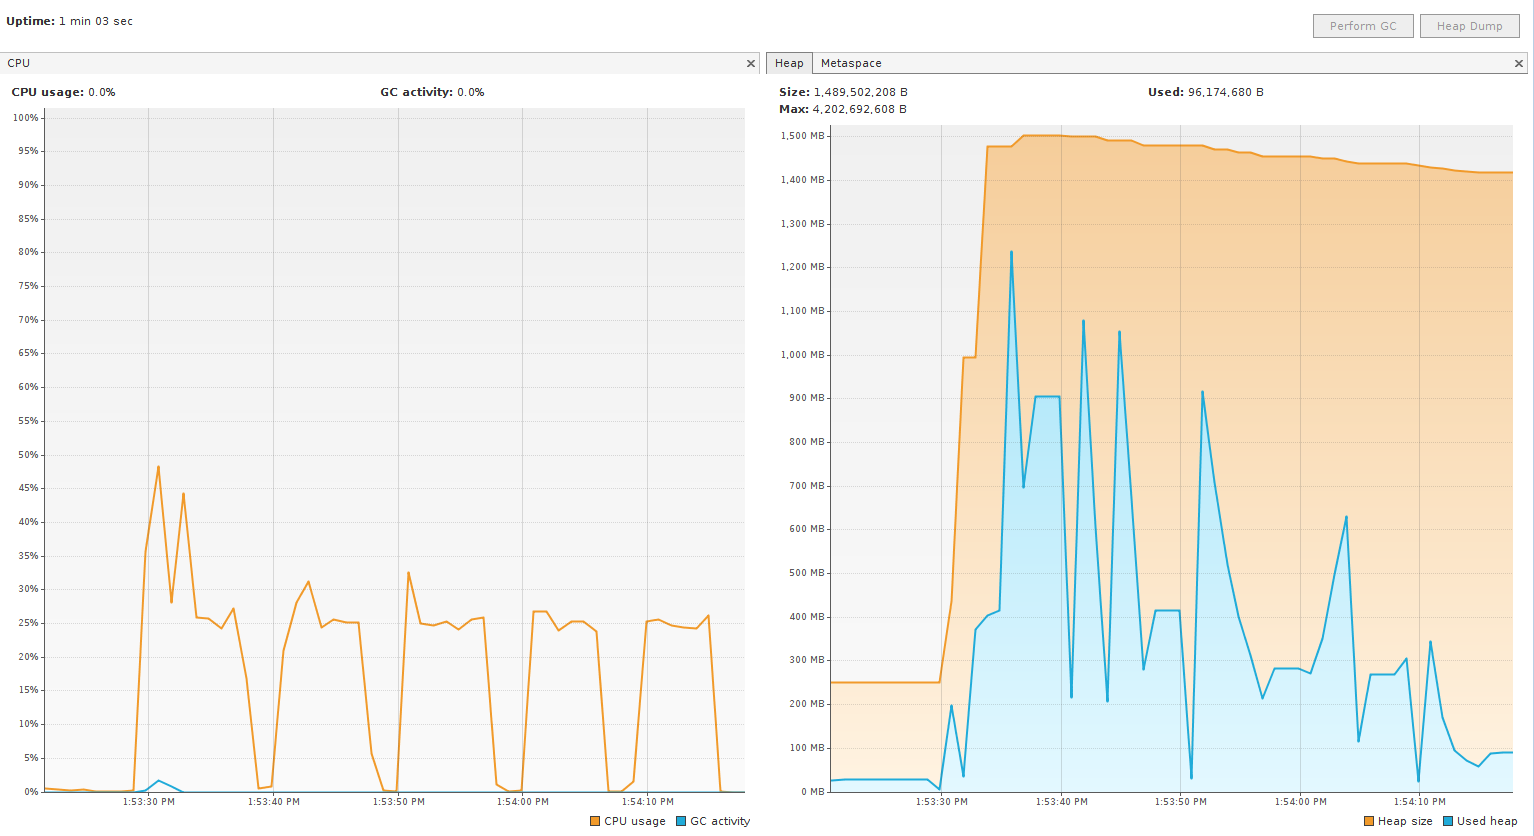 Uptime: 1 min 03 sec
Perform GC
Heap Dump
CPU
CPU usage: 0.0%
GC activity: 0.0%
100%
95%
90%
85%
80%
75%
70%
65%
60%
55%
50%
45%
40%
35%
30%
25%
20%
15%
10%
5%
0%
1:53:30 PM
1:53:40 PM
1:53:50 PM
1:54:00 PM
1:54:10 PM
CPU usage
GC activity
Heap
Metaspace
Size: 1,489,502,208 B
Used: 96,174,680 B
Max: 4,202,692,608 B
1,500 MB
1,400 MB
1,300 MB
1,200 MB
1,100 MB
1,000 MB
900 MB
800 MB
700 MB
600 MB
500 MB
400 MB
300 MB
200 MB
100 MB
0 MB
1:53:30 PM
1:53:40 PM
1:53:50 PM
1:54:00 PM
1:54:10 PM
Heap size
Used heap